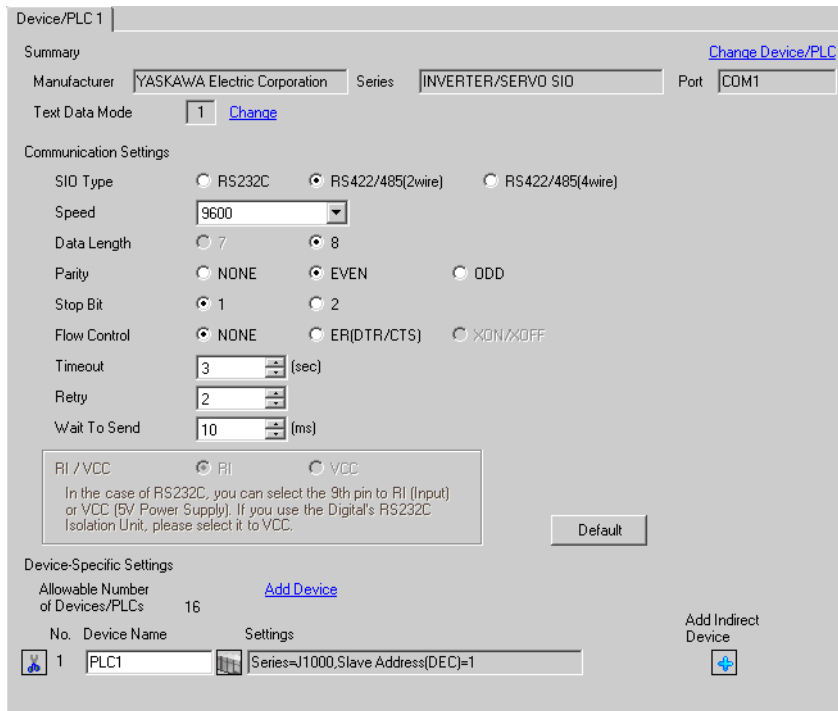 Device/PLC 1
Summary
Change Device/PLC
Manufacturer YASKAWA Electric Corporation Series INVERTER/SERVO SIO Port COM1
Text Data Mode 1 Change
Communication Settings
SIO Type RS232C RS422/485(2wire) RS422/485(4wire)
Speed 9600
Data Length 7 8
Parity NONE EVEN ODD
Stop Bit 1 2
Flow Control NONE ER(DTR/CTS) XON/XOFF
Timeout 3 (sec)
Retry 2
Wait To Send 10 (ms)
RI / VCC RI VCC
In the case of RS232C, you can select the 9th pin to RI (Input)
or VCC (5V Power Supply). If you use the Digital's RS232C
Isolation Unit, please select it to VCC.
Default
Device-Specific Settings
Allowable Number
of Devices/PLCs 16
Add Device
No. Device Name Settings
Add Indirect
Device
1 PLC1 Series=J1000,Slave Address(DEC)=1